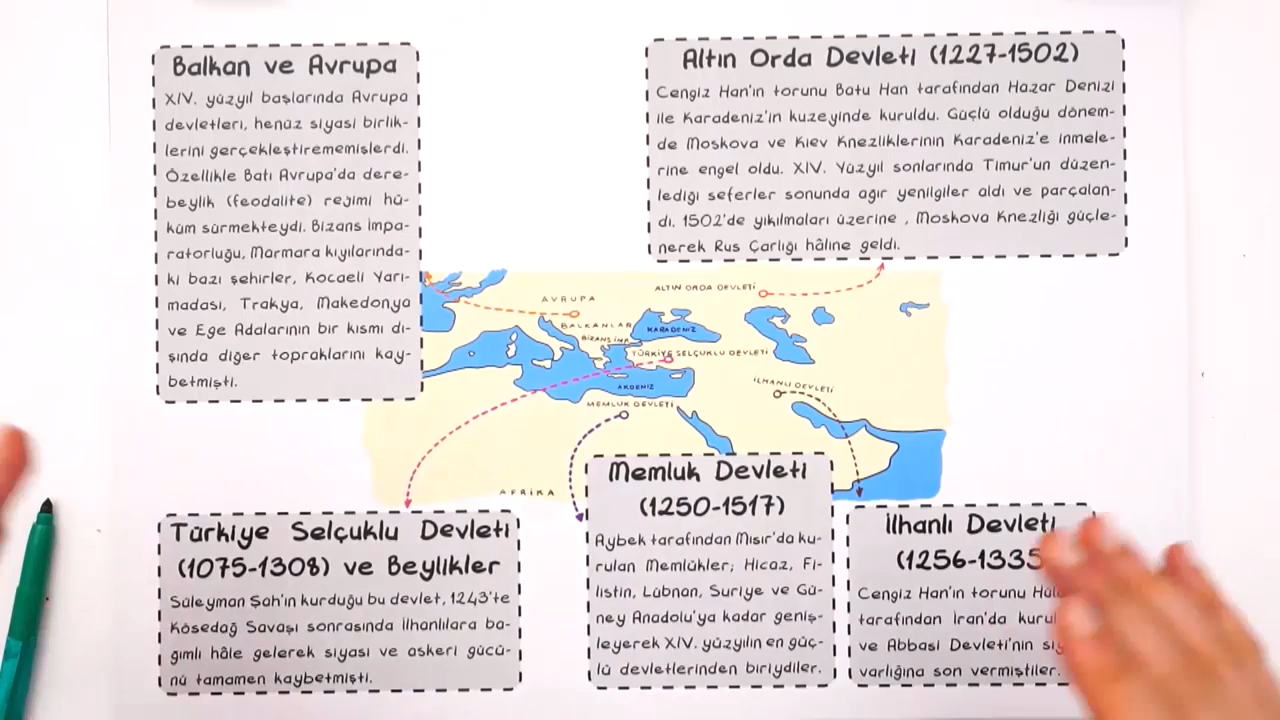 Balkan ve Avrupa
XIV. yüzyıl başlarında Avrupa
devletleri, henüz siyasi birlik-
lerini gerçekleştirememişlerdi.
Özellikle Batı Avrupa'da dere-
beylik (feodalite) rejimi hü-
küm sürmekteydi. Bizans İmpa-
ratorluğu, Marmara kıyılarında-
ki bazı şehirler, Kocaeli Yarı-
madası, Trakya, Makedonya
ve Ege Adalarının bir kısmı dı-
şında diğer topraklarını kay-
betmişti.
Altın Orda Devleti (1227-1502)
Cengiz Han'ın torunu Batu Han tarafından Hazar Denizi
ile Karadeniz'in kuzeyinde kuruldu. Güçlü olduğu dönem-
de Moskova ve Kiev Knezliklerinin Karadeniz'e inmele-
rine engel oldu. XIV. Yüzyıl sonlarında Timur'un düzen-
lediği seferler sonunda ağır yenilgiler aldı ve parçalan-
dı. 1502'de yıkılmaları üzerine , Moskova Knezliği güçle-
nerek Rus Çarlığı hâline geldi.
ALTIN ORDA DEVLETİ
AVRUPA
BALKANLAR
KARADENİZ
BİZANS İMP.
TÜRKİYE SELÇUKLU DEVLETİ
AKDENİZ
İLHANLI DEVLETİ
MEMLUK DEVLETİ
AFRİKA
Türkiye Selçuklu Devleti
(1075-1308) ve Beylikler
Süleyman Şah'ın kurduğu bu devlet, 1243'te
Kösedağ Savaşı sonrasında İlhanlılara ba-
ğımlı hâle gelerek siyasi ve askeri gücü-
nü tamamen kaybetmişti.
Memluk Devleti
(1250-1517)
Aybek tarafından Mısır'da ku-
rulan Memlûkler; Hicaz, Fi-
listin, Lübnan, Suriye ve Gü-
ney Anadolu'ya kadar geniş-
leyerek XIV. yüzyılın en güç-
lü devletlerinden biriydiler.
İlhanlı Devleti
(1256-1335
Cengiz Han'ın torunu
tarafından İran'da
ve Abbasi Devleti'nin
varlığına son vermiştiler.